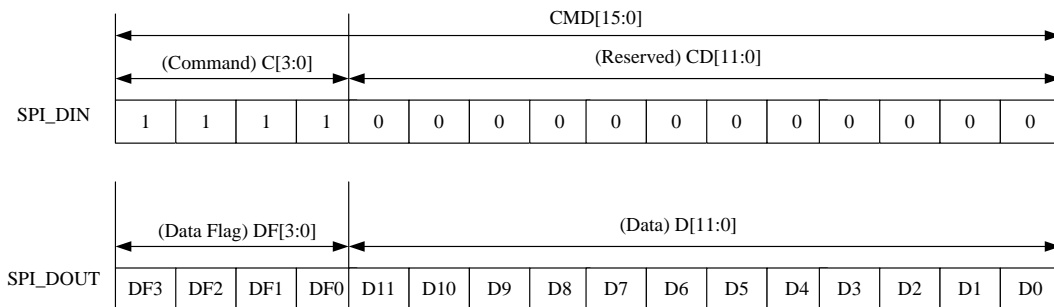 CMD[15:0]
(Command) C[3:0] (Reserved) CD[11:0]
SPI_DIN 1 1 1 1 0 0 0 0 0 0 0 0 0 0 0 0
(Data Flag) DF[3:0] (Data) D[11:0]
SPI_DOUT DF3 DF2 DF1 DF0 D11 D10 D9 D8 D7 D6 D5 D4 D3 D2 D1 D0